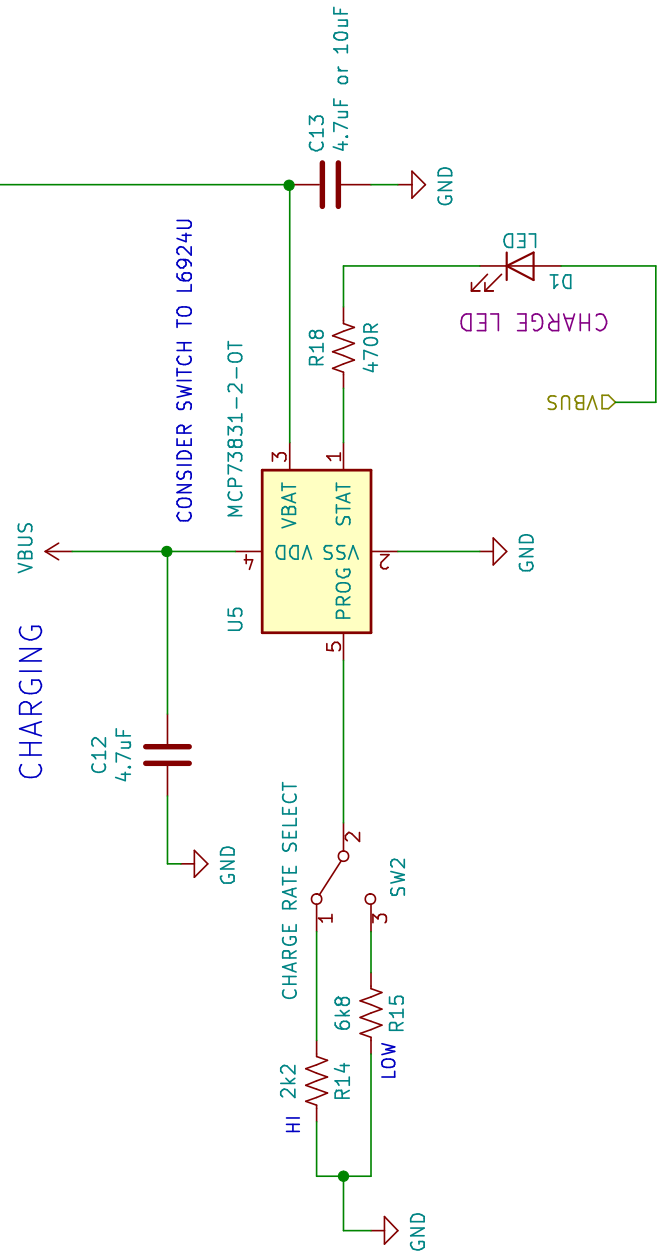 CHARGING
VBUS
C12
4.7uF
GND
CONSIDER SWITCH TO L6924U
MCP73831-2-OT
U5
4
VDD
VSS
2
GND
3
VBAT
1
STAT
PROG
5
C13
4.7uF or 10uF
GND
R18
470R
LED
D1
CHARGE LED
VBUS
CHARGE RATE SELECT
2
1
3
SW2
2k2
R14
HI
6k8
R15
LOW
GND